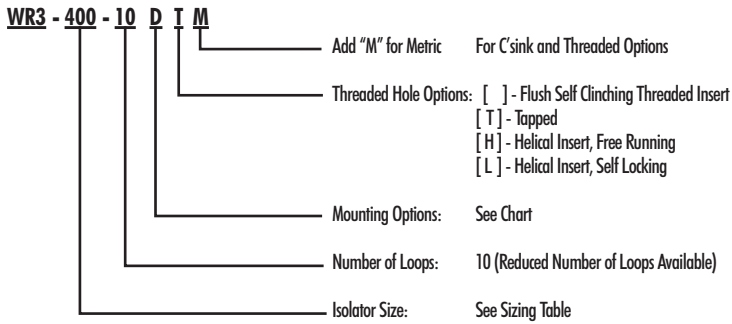 WR3 - 400 - 10 D T M
Add “M” for Metric For C’sink and Threaded Options
Threaded Hole Options: [ ] - Flush Self Clinching Threaded Insert
[ T ] - Tapped
[ H ] - Helical Insert, Free Running
[ L ] - Helical Insert, Self Locking
Mounting Options: See Chart
Number of Loops: 10 (Reduced Number of Loops Available)
Isolator Size: See Sizing Table